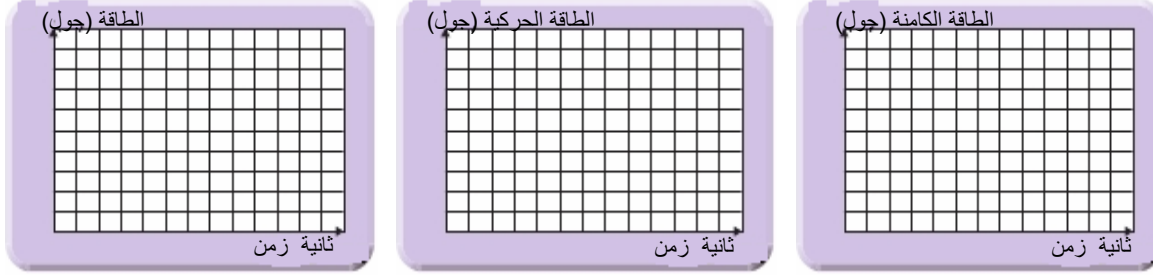 الطاقة الكامنة (جول)
ثانية زمن
الطاقة الحركية (جول)
ثانية زمن
الطاقة (جول)
ثانية زمن